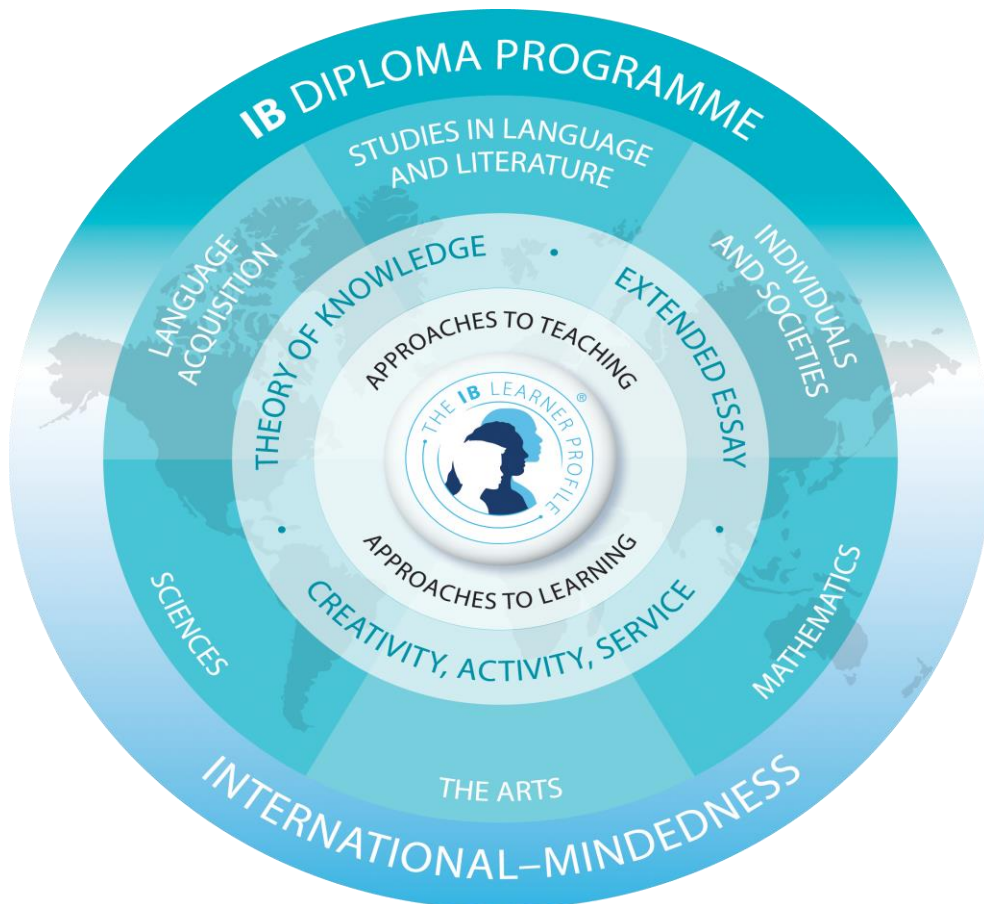 IB DIPLOMA PROGRAMME
STUDIES IN LANGUAGE
AND LITERATURE
LANGUAGE
ACQUISITION
INDIVIDUALS
AND SOCIETIES
THEORY OF KNOWLEDGE
•
EXTENDED ESSAY
APPROACHES TO TEACHING
• THE IB LEARNER PROFILE •
®
APPROACHES TO LEARNING
•
•
CREATIVITY, ACTIVITY, SERVICE
SCIENCES
MATHEMATICS
THE ARTS
INTERNATIONAL–MINDEDNESS